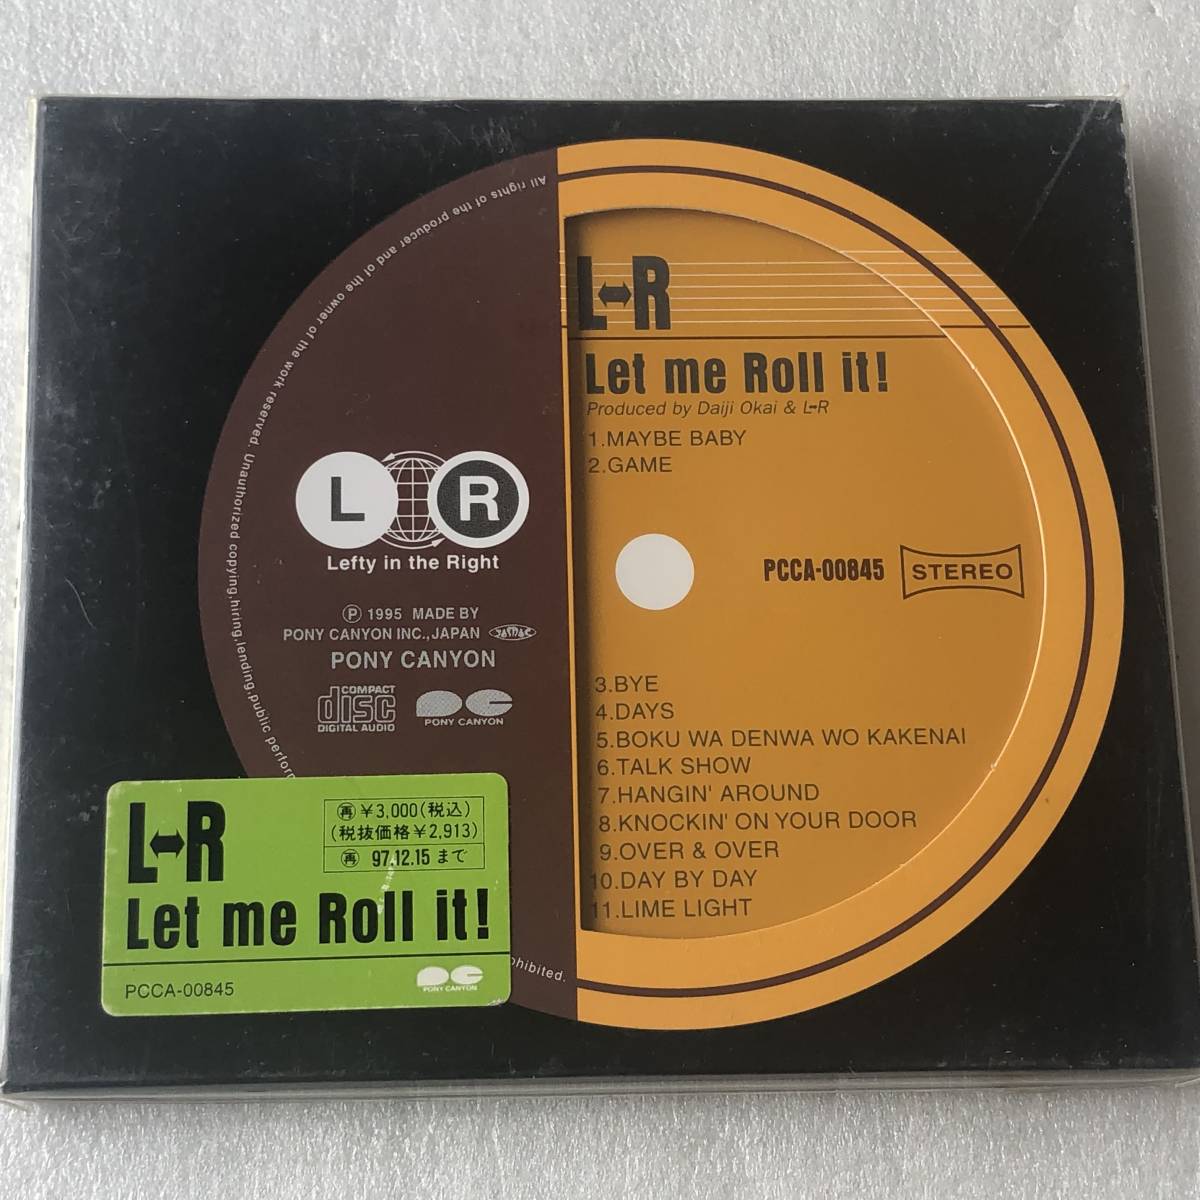 All rights of the producer and of the owner of the work reserved. Unauthorized copying,hiring,lending,public perfor
ohibited.
L↔R
Let me Roll it!
Produced by Daiji Okai & L↔R
1.MAYBE BABY
2.GAME
L R
Lefty in the Right
PCCA-00845 STEREO
Ⓟ 1995 MADE BY
PONY CANYON INC.,JAPAN JASRAC
PONY CANYON
COMPACT
disc
DIGITAL AUDIO
PONY CANYON
3.BYE
4.DAYS
5.BOKU WA DENWA WO KAKENAI
6.TALK SHOW
7.HANGIN' AROUND
8.KNOCKIN' ON YOUR DOOR
9.OVER & OVER
10.DAY BY DAY
11.LIME LIGHT
L↔R
再 ¥3,000(税込)
(税抜価格¥2,913)
再 97.12.15 まで
Let me Roll it!
PCCA-00845
PONY CANYON